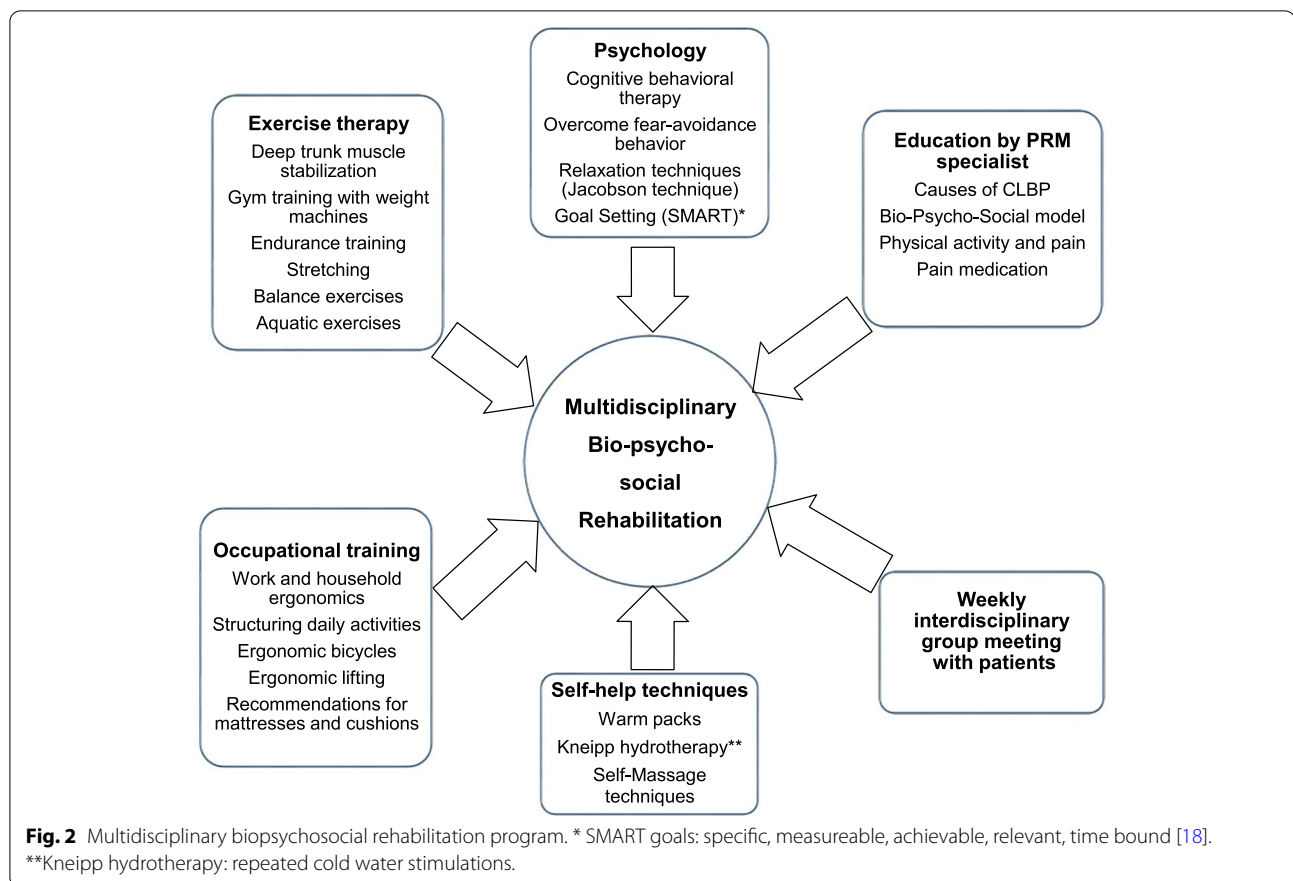 Psychology
Cognitive behavioral
therapy
Overcome fear-avoidance
behavior
Relaxation techniques
(Jacobson technique)
Goal Setting (SMART)*
Exercise therapy
Deep trunk muscle
stabilization
Gym training with weight
machines
Endurance training
Stretching
Balance exercises
Aquatic exercises
Education by PRM
specialist
Causes of CLBP
Bio-Psycho-Social model
Physical activity and pain
Pain medication
Multidisciplinary
Bio-psycho-
social
Rehabilitation
Occupational training
Work and household
ergonomics
Structuring daily activities
Ergonomic bicycles
Ergonomic lifting
Recommendations for
mattresses and cushions
Self-help techniques
Warm packs
Kneipp hydrotherapy**
Self-Massage
techniques
Weekly
interdisciplinary
group meeting
with patients
Fig. 2 Multidisciplinary biopsychosocial rehabilitation program. * SMART goals: specific, measureable, achievable, relevant, time bound [18].
**Kneipp hydrotherapy: repeated cold water stimulations.